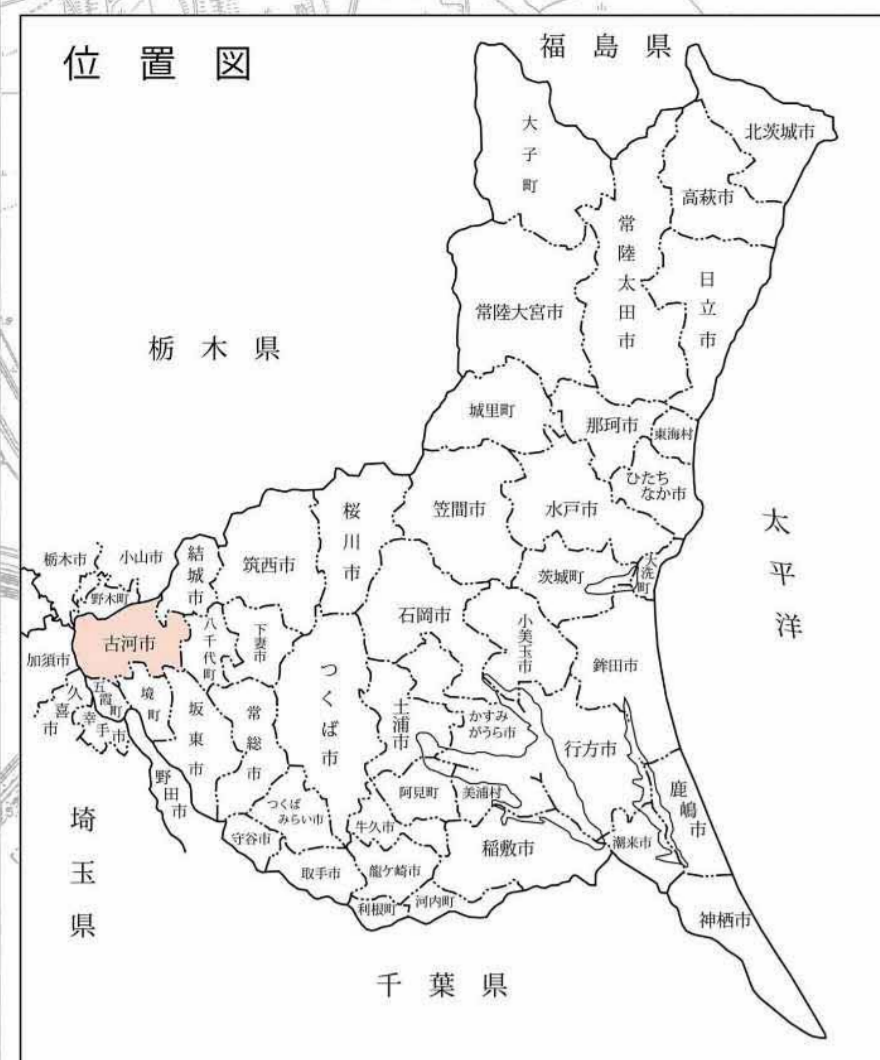 位置図
福島県
大子町
北茨城市
高萩市
常陸太田市
日立市
常陸大宮市
栃木県
城里町
那珂市
東海村
ひたち
なか市
笠間市
水戸市
桜川市
太平洋
栃木市
小山市
結城市
筑西市
茨城町
大洗町
野木町
古河市
八千代町
下妻市
石岡市
小美玉市
鉾田市
加須市
久喜市
五霞町
幸手市
境町
坂東市
常総市
つくば市
土浦市
かすみ
がうら市
行方市
野田市
つくば
みらい市
阿見町
美浦村
鹿嶋市
守谷市
牛久市
稲敷市
潮来市
埼玉県
取手市
龍ケ崎市
利根町
河内町
神栖市
千葉県